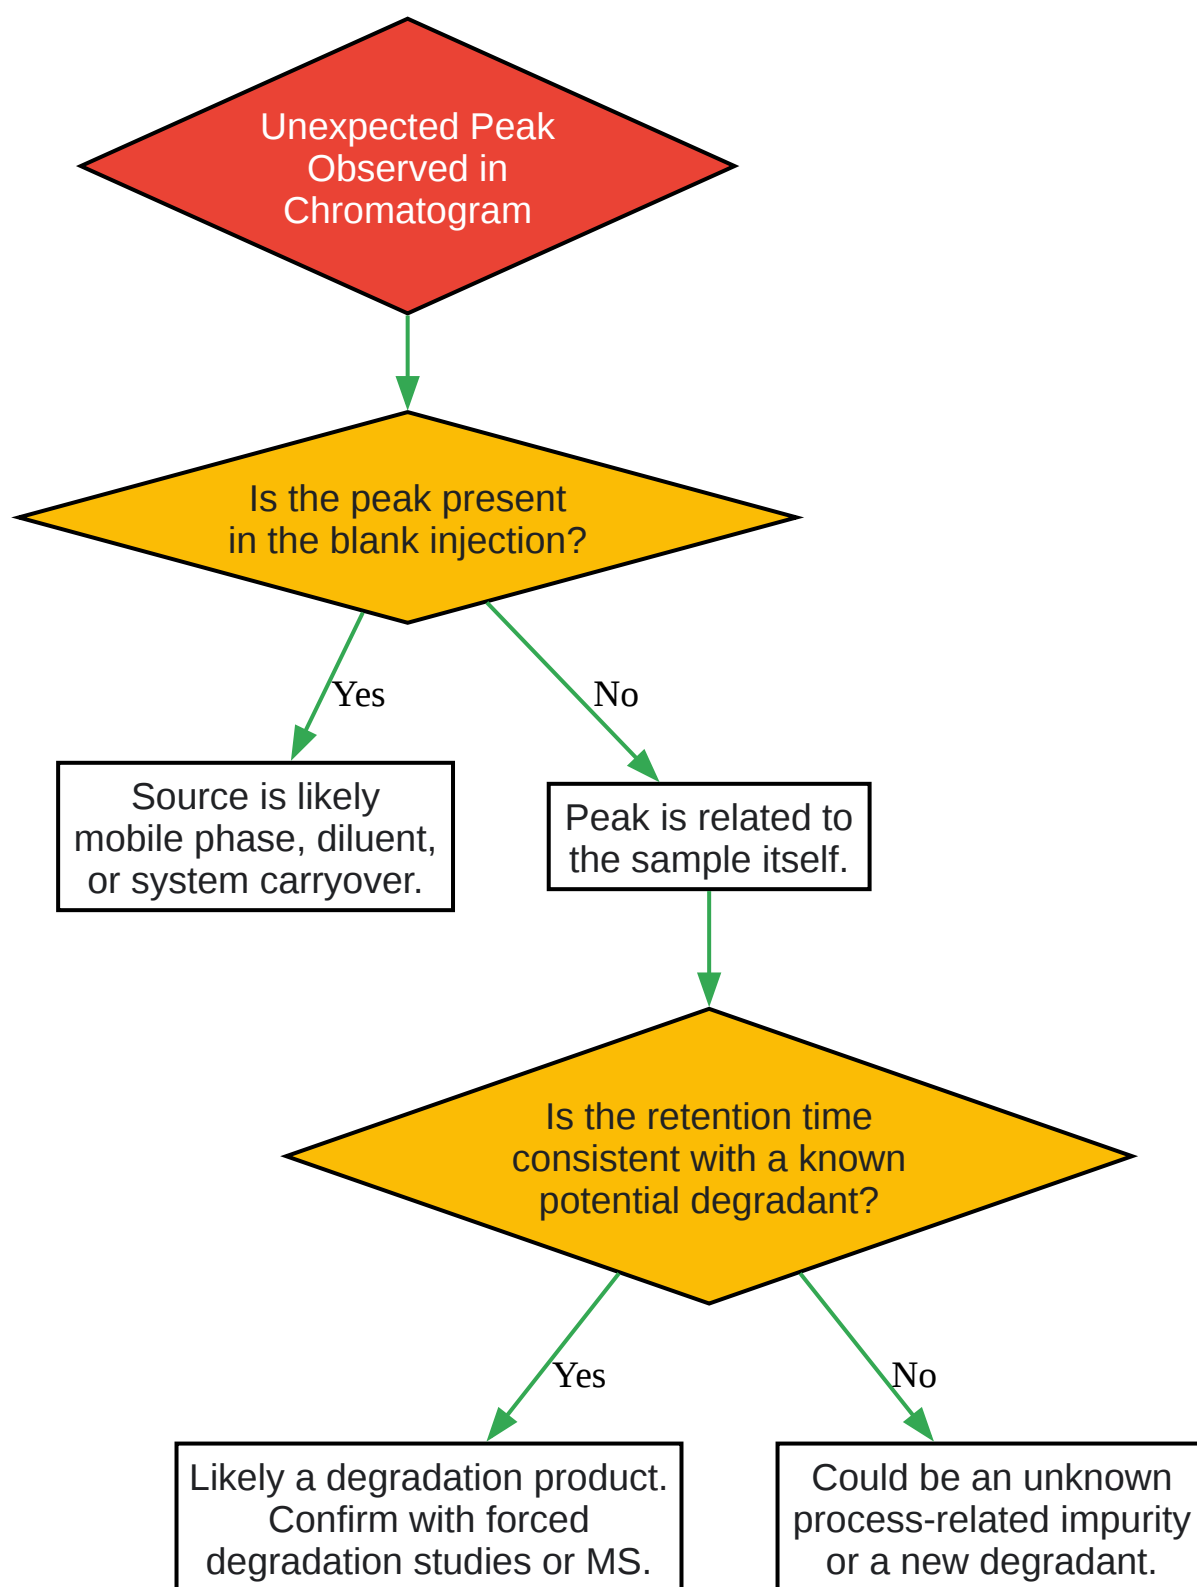 Unexpected Peak
Observed in
Chromatogram
Is the peak present
in the blank injection?
Yes
No
Source is likely
mobile phase, diluent,
or system carryover.
Peak is related to
the sample itself.
Is the retention time
consistent with a known
potential degradant?
Yes
No
Likely a degradation product.
Confirm with forced
degradation studies or MS.
Could be an unknown
process-related impurity
or a new degradant.